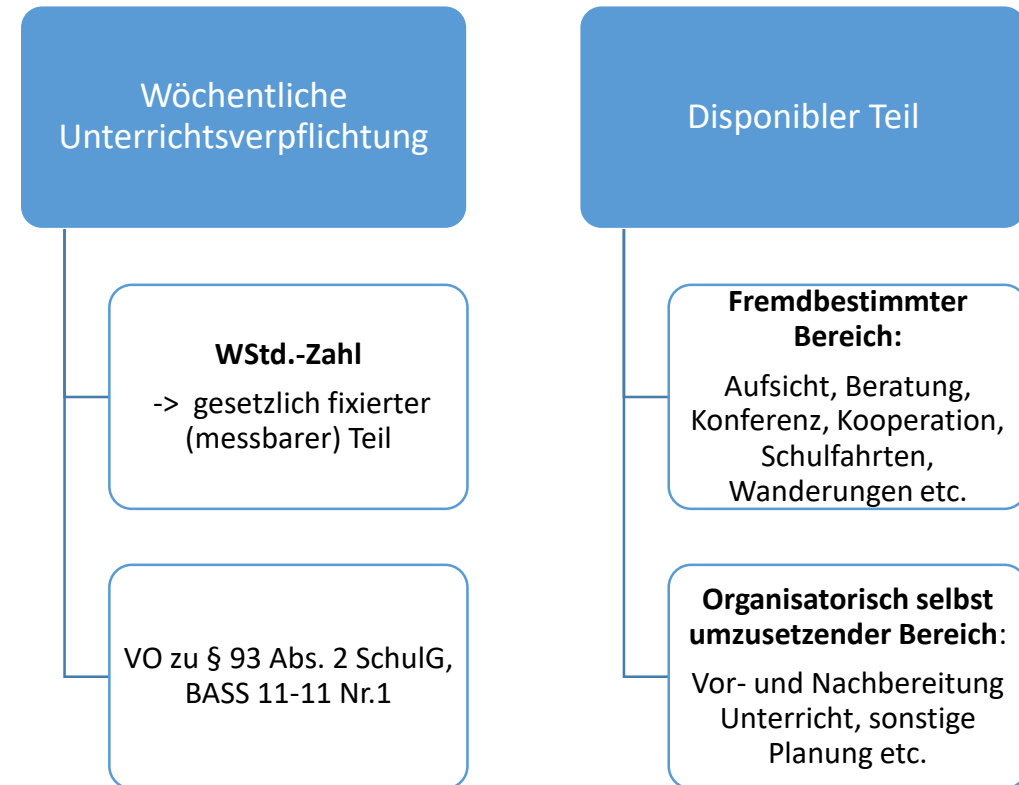 Wöchentliche
Unterrichtsverpflichtung
WStd.-Zahl
-> gesetzlich fixierter
(messbarer) Teil
VO zu § 93 Abs. 2 SchulG,
BASS 11-11 Nr.1
Disponibler Teil
Fremdbestimmter
Bereich:
Aufsicht, Beratung,
Konferenz, Kooperation,
Schulfahrten,
Wanderungen etc.
Organisatorisch selbst
umzusetzender Bereich:
Vor- und Nachbereitung
Unterricht, sonstige
Planung etc.